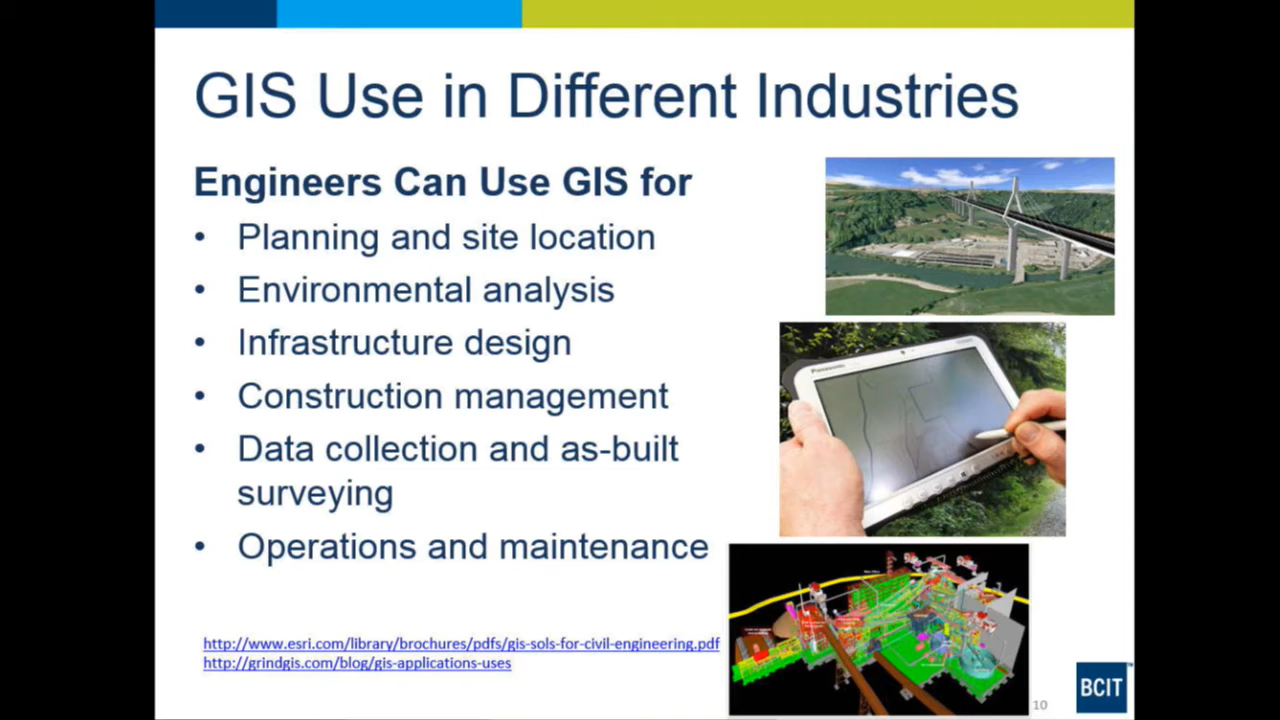 GIS Use in Different Industries
Engineers Can Use GIS for
• Planning and site location
• Environmental analysis
• Infrastructure design
• Construction management
• Data collection and as-built
surveying
• Operations and maintenance
http://www.esri.com/library/brochures/pdfs/gis-sols-for-civil-engineering.pdf
http://grindgis.com/blog/gis-applications-uses
Panasonic
10
BCIT